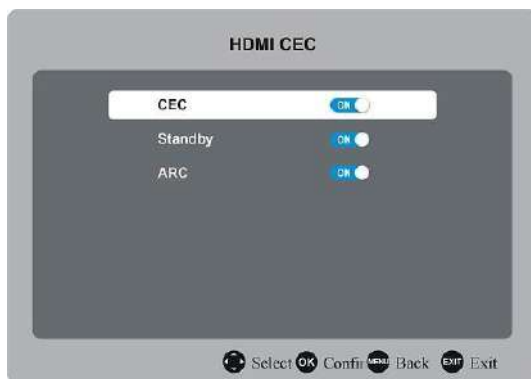 HDMI CEC
CEC ON
Standby ON
ARC ON
Select OK Confir MENU Back EXIT Exit